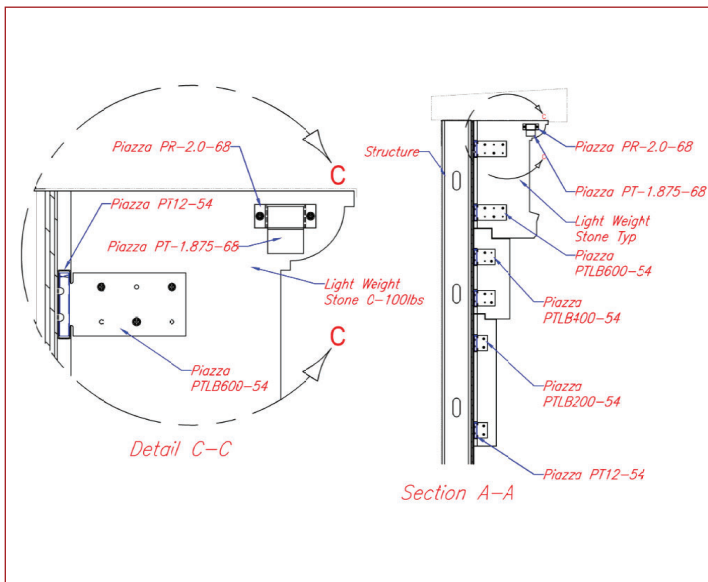 Piazza PR-2.0-68
C
Piazza PT12-54
Piazza PT-1.875-68
Light Weight
Stone 0-100lbs
C
Piazza
PTLB600-54
Detail C-C
Structure
C
Piazza PR-2.0-68
C
Piazza PT-1.875-68
Light Weight
Stone Typ
Piazza
PTLB600-54
Piazza
PTLB400-54
Piazza
PTLB200-54
Piazza PT12-54
Section A-A